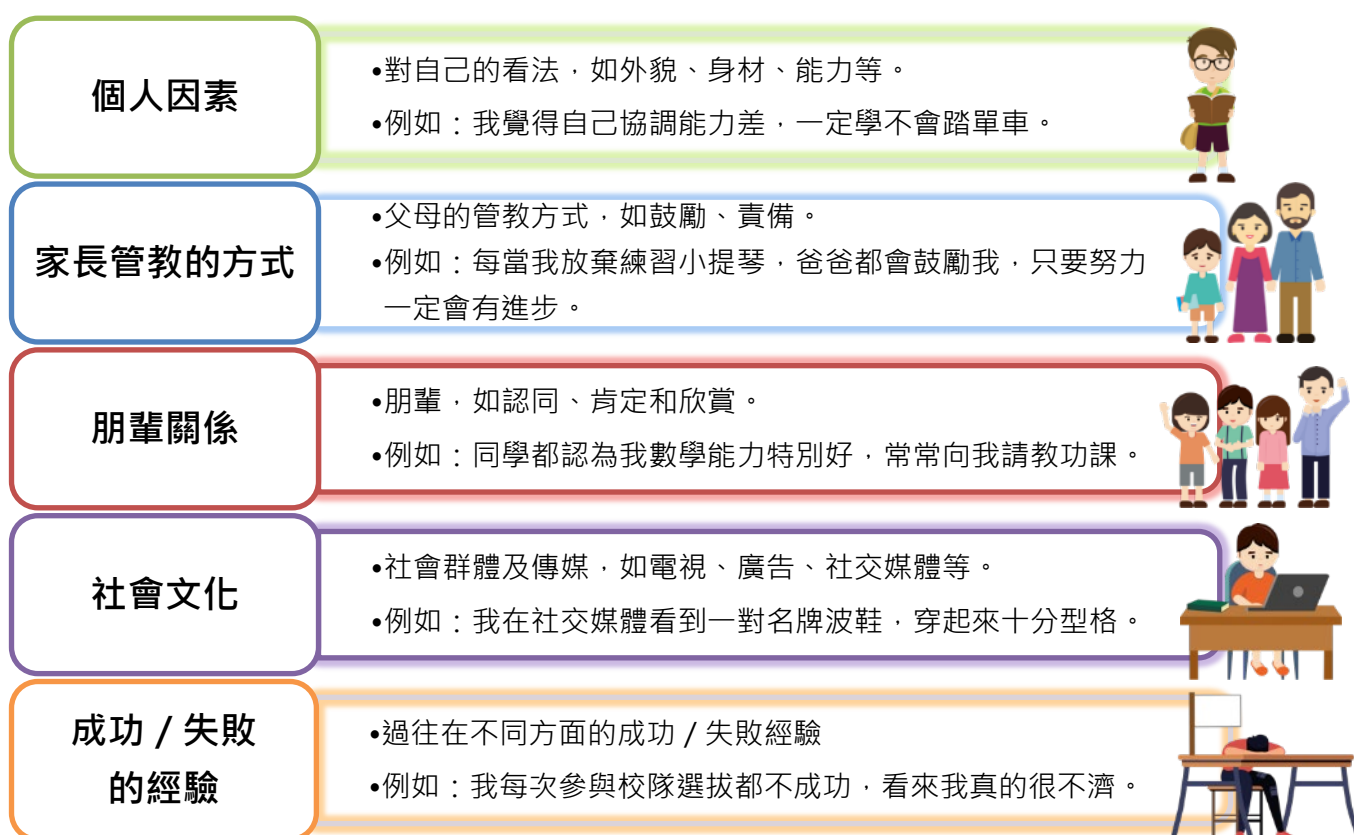 個人因素
•對自己的看法，如外貌、身材、能力等。
•例如：我覺得自己協調能力差，一定學不會踏單車。
家長管教的方式
•父母的管教方式，如鼓勵、責備。
•例如：每當我放棄練習小提琴，爸爸都會鼓勵我，只要努力
一定會有進步。
朋輩關係
•朋輩，如認同、肯定和欣賞。
•例如：同學都認為我數學能力特別好，常常向我請教功課。
社會文化
•社會群體及傳媒，如電視、廣告、社交媒體等。
•例如：我在社交媒體看到一對名牌波鞋，穿起來十分型格。
成功 / 失敗
的經驗
•過往在不同方面的成功 / 失敗經驗
•例如：我每次參與校隊選拔都不成功，看來我真的很不濟。